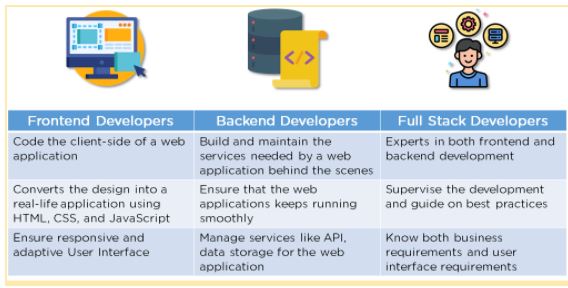 Frontend Developers
Backend Developers
Full Stack Developers
Code the client-side of a web
application
Build and maintain the
services needed by a web
application behind the scenes
Experts in both frontend and
backend development
Converts the design into a
real-life application using
HTML, CSS, and JavaScript
Ensure that the web
applications keeps running
smoothly
Supervise the development
and guide on best practices
Ensure responsive and
adaptive User Interface
Manage services like API,
data storage for the web
application
Know both business
requirements and user
interface requirements